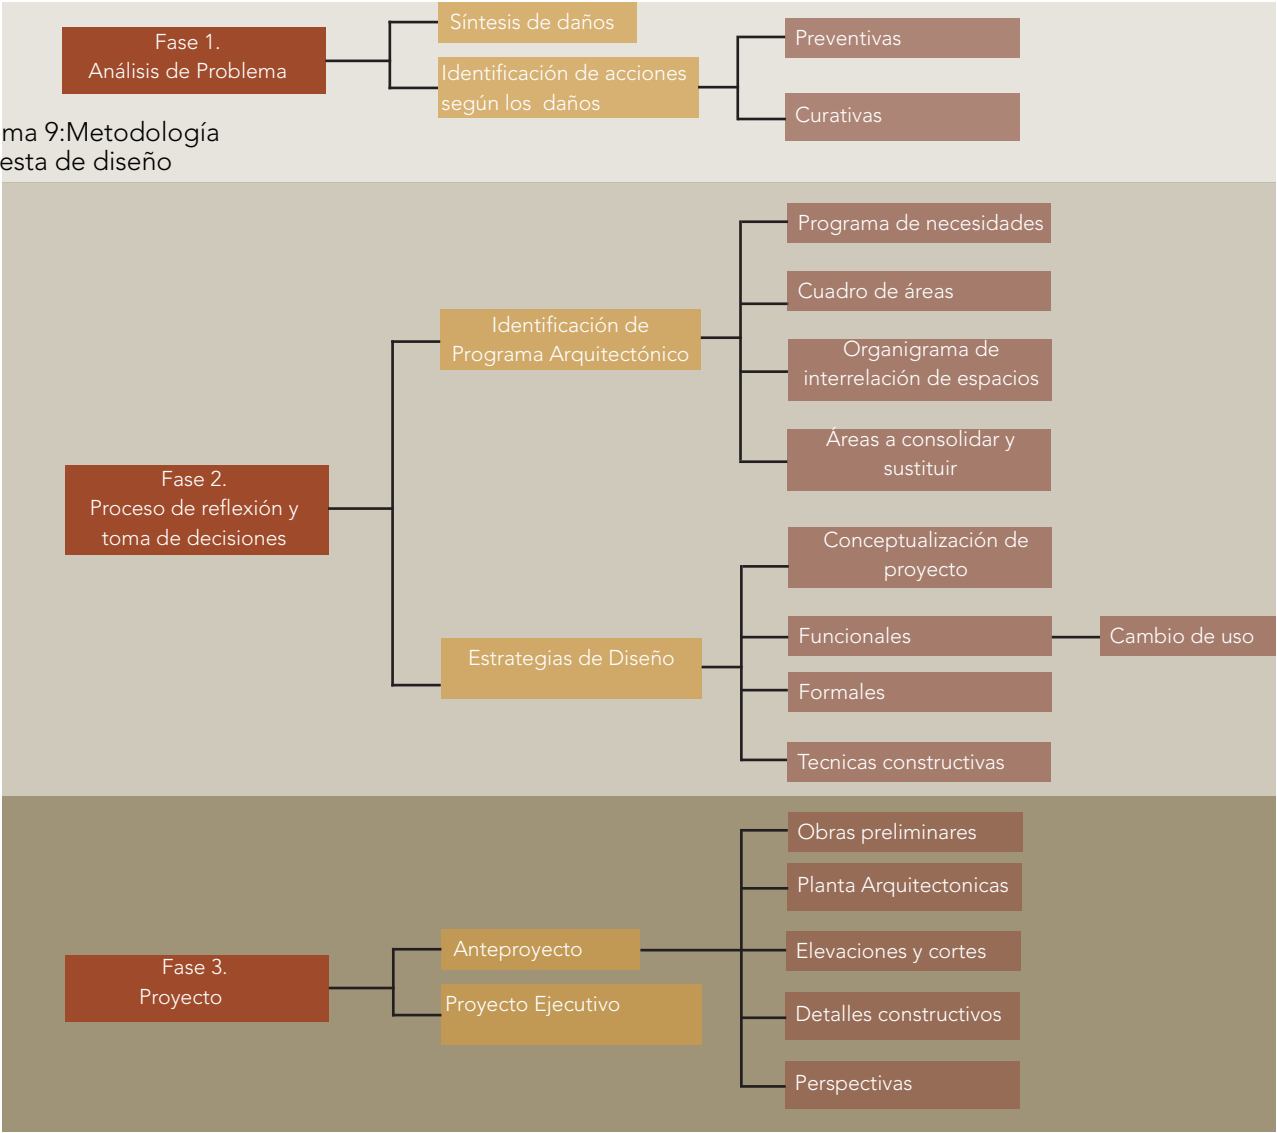 Fase 1.
Análisis de Problema
Síntesis de daños
Identificación de acciones
según los daños
Preventivas
Curativas
ma 9:Metodología
esta de diseño
Fase 2.
Proceso de reflexión y
toma de decisiones
Identificación de
Programa Arquitectónico
Programa de necesidades
Cuadro de áreas
Organigrama de
interrelación de espacios
Áreas a consolidar y
sustituir
Estrategias de Diseño
Conceptualización de
proyecto
Funcionales
Cambio de uso
Formales
Tecnicas constructivas
Fase 3.
Proyecto
Anteproyecto
Proyecto Ejecutivo
Obras preliminares
Planta Arquitectonicas
Elevaciones y cortes
Detalles constructivos
Perspectivas